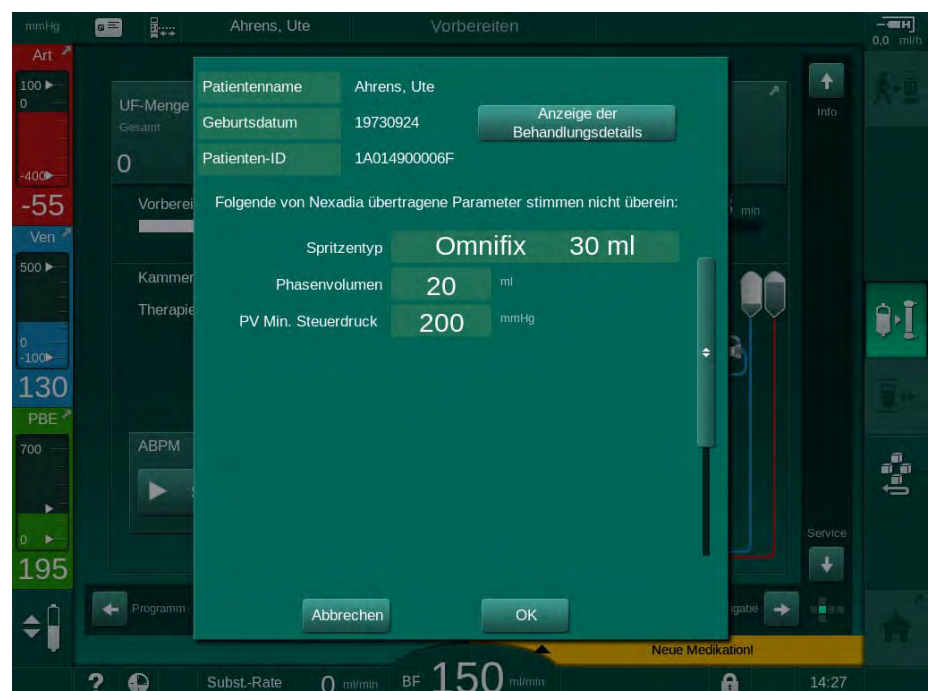 mmHg
Ahrens, Ute
Vorbereiten
0,0 ml/h
Art
100
0
-400
-55
Ven
500
0
-100
130
PBE
700
0
195
UF-Menge
Gesamt
0
Vorberei
min
Kammer
Therapie
ABPM
Patientenname Ahrens, Ute
Geburtsdatum 19730924
Patienten-ID 1A014900006F
Anzeige der
Behandlungsdetails
Folgende von Nexadia übertragene Parameter stimmen nicht überein:
Spritzentyp Omnifix 30 ml
Phasenvolumen 20 ml
PV Min. Steuerdruck 200 mmHg
Abbrechen OK
Info
Service
Programm
gabe
Neue Medikation!
? Subst.-Rate 0 ml/min BF 150 ml/min 14:27